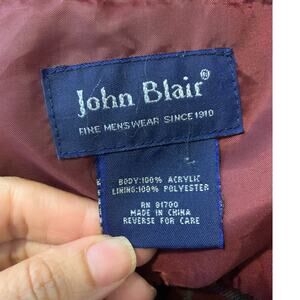 John Blair®
FINE MENSWEAR SINCE 1910
BODY:100% ACRYLIC
LINING:100% POLYESTER
RN 81700
MADE IN CHINA
REVERSE FOR CARE